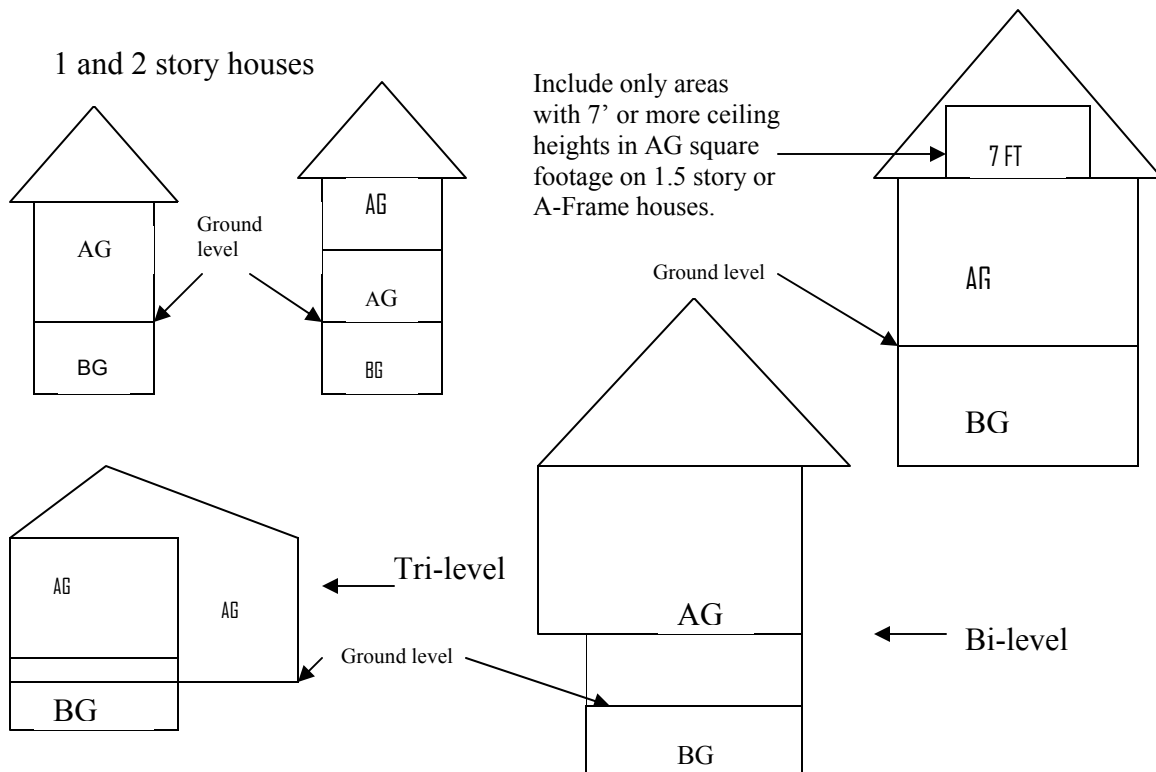 1 and 2 story houses
Include only areas
with 7’ or more ceiling
heights in AG square
footage on 1.5 story or
A-Frame houses.
7 FT
AG
Ground
level
AG
AG
BG
BG
Ground level
AG
BG
AG
AG
BG
Tri-level
Ground level
AG
BG
Bi-level